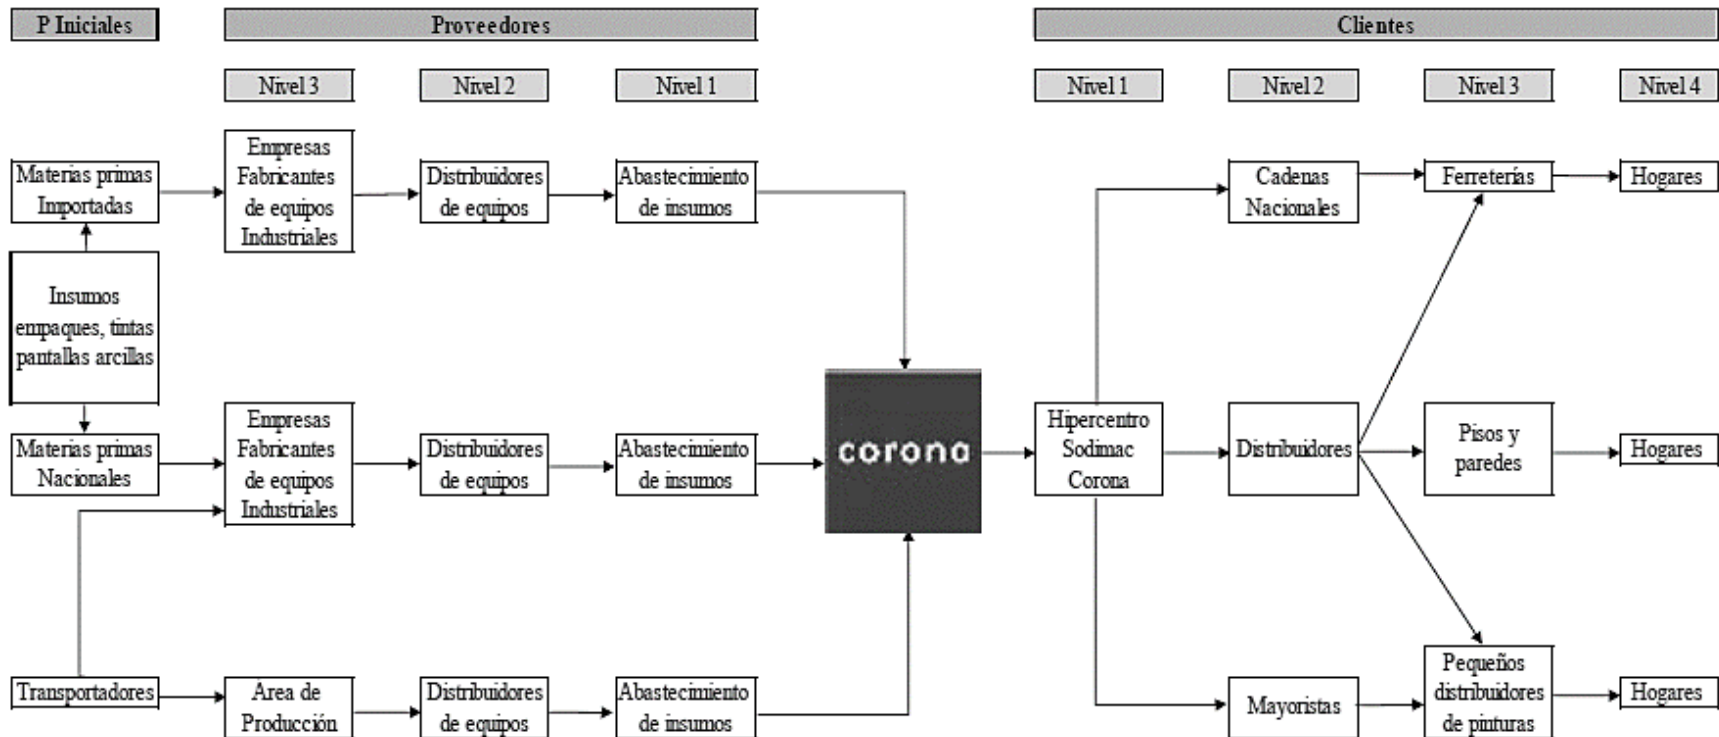 P Iniciales
Proveedores
Clientes
Nivel 3
Nivel 2
Nivel 1
Nivel 1
Nivel 2
Nivel 3
Nivel 4
Materias primas
Importadas
Empresas
Fabricantes
de equipos
Industriales
Distribuidores
de equipos
Abastecimiento
de insumos
Cadenas
Nacionales
Ferreterías
Hogares
Insumos
empaques, tintas
pantallas arcillas
Materias primas
Nacionales
Empresas
Fabricantes
de equipos
Industriales
Distribuidores
de equipos
Abastecimiento
de insumos
corona
Hipercentro
Sodimac
Corona
Distribuidores
Pisos y
paredes
Hogares
Transportadores
Área de
Producción
Distribuidores
de equipos
Abastecimiento
de insumos
Mayoristas
Pequeños
distribuidores
de pinturas
Hogares